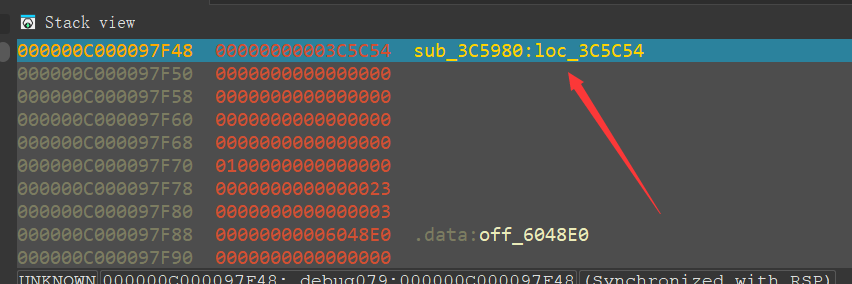 Stack view
000000C000097F48 00000000003C5C54 sub_3C5980:loc_3C5C54
000000C000097F50 0000000000000000
000000C000097F58 0000000000000000
000000C000097F60 0000000000000000
000000C000097F68 0000000000000000
000000C000097F70 0100000000000000
000000C000097F78 0000000000000023
000000C000097F80 0000000000000003
000000C000097F88 00000000006048E0 .data:off_6048E0
000000C000097F90 0000000000000000
UNKNOWN 000000C000097F48: debug079:000000C000097F48 (Synchronized with RSP)